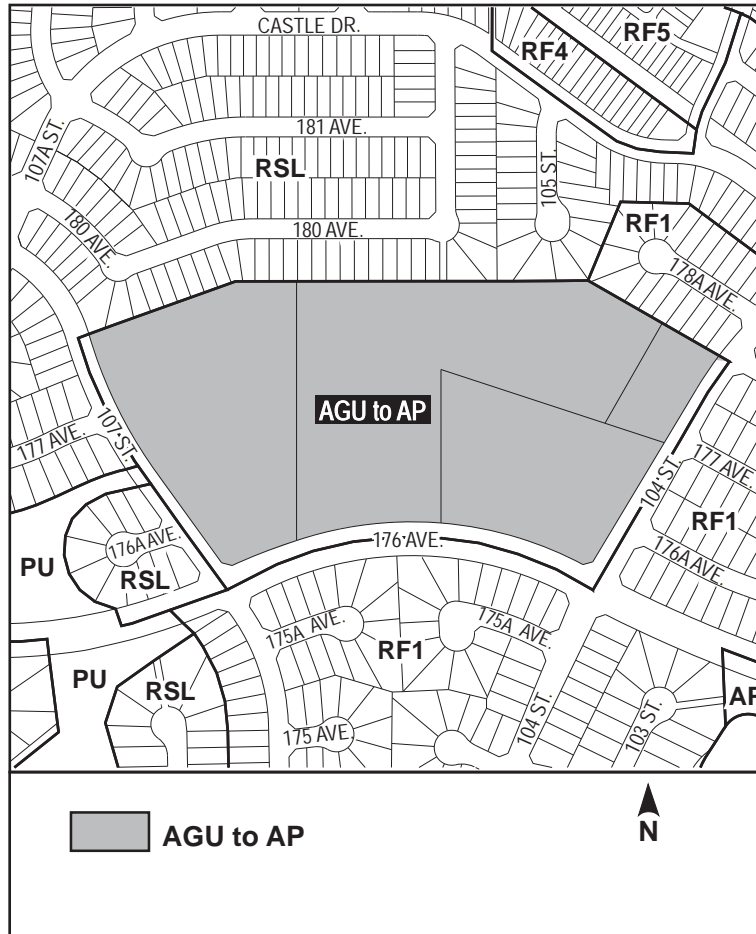 CASTLE DR.
RF5
RF4
107A ST.
181 AVE.
RSL
105 ST.
180 AVE.
180 AVE.
RF1
178A AVE.
AGU to AP
107 ST.
177 AVE.
104 ST.
177 AVE.
RF1
176 AVE.
176A AVE.
176A AVE.
PU
RSL
175A AVE.
175A AVE.
RF1
PU
RSL
104 ST.
103 ST.
175 AVE.
AGU to AP
N